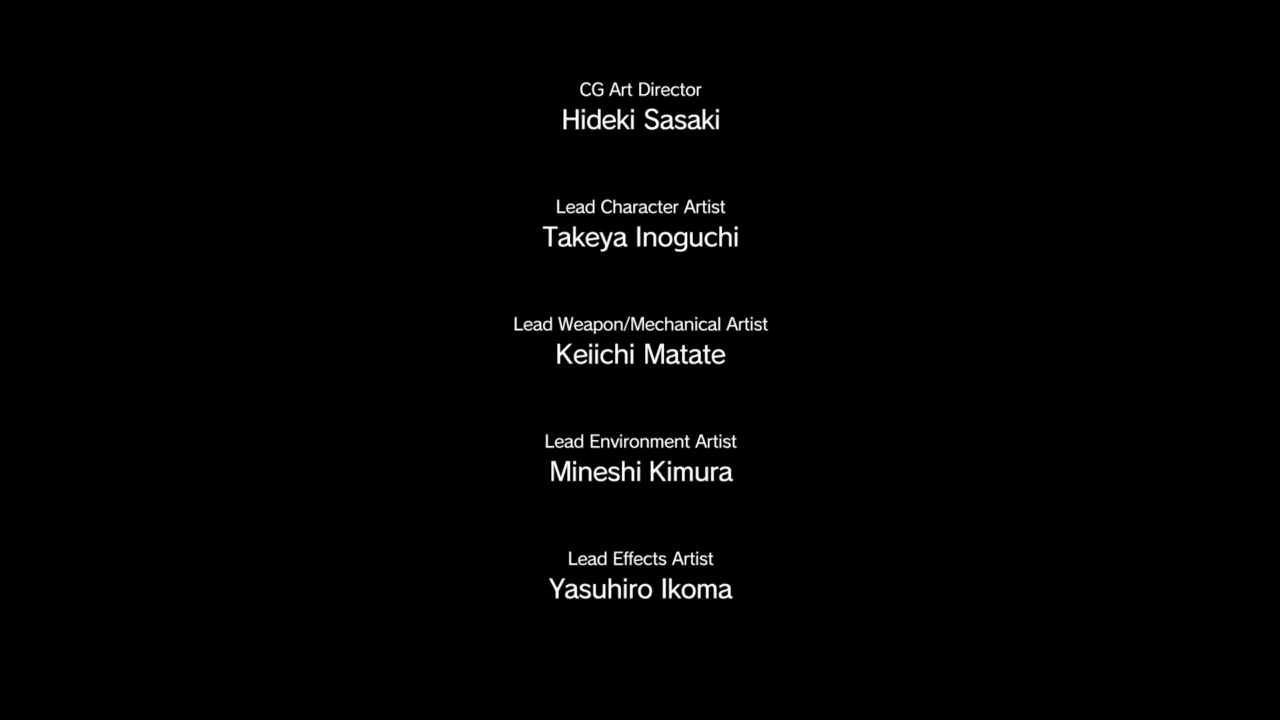 CG Art Director
Hideki Sasaki
Lead Character Artist
Takeya Inoguchi
Lead Weapon/Mechanical Artist
Keiichi Matate
Lead Environment Artist
Mineshi Kimura
Lead Effects Artist
Yasuhiro Ikoma